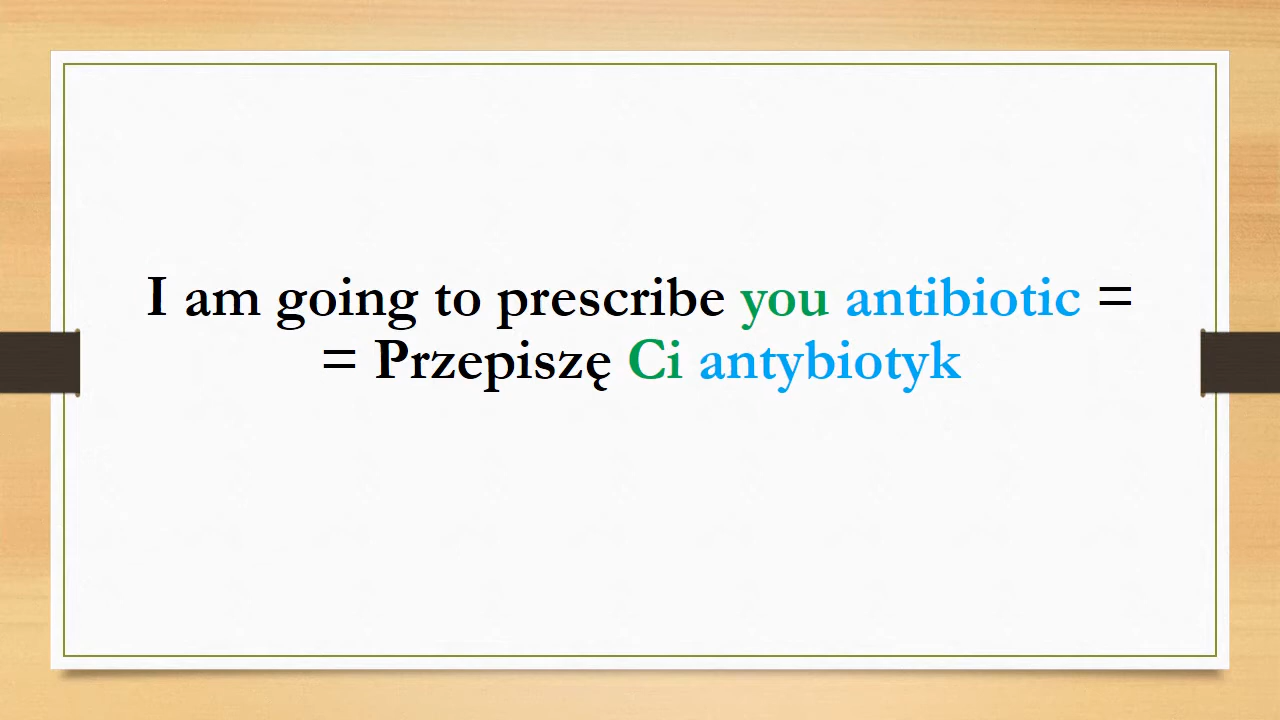 I am going to prescribe you antibiotic =
= Przepiszę Ci antybiotyk